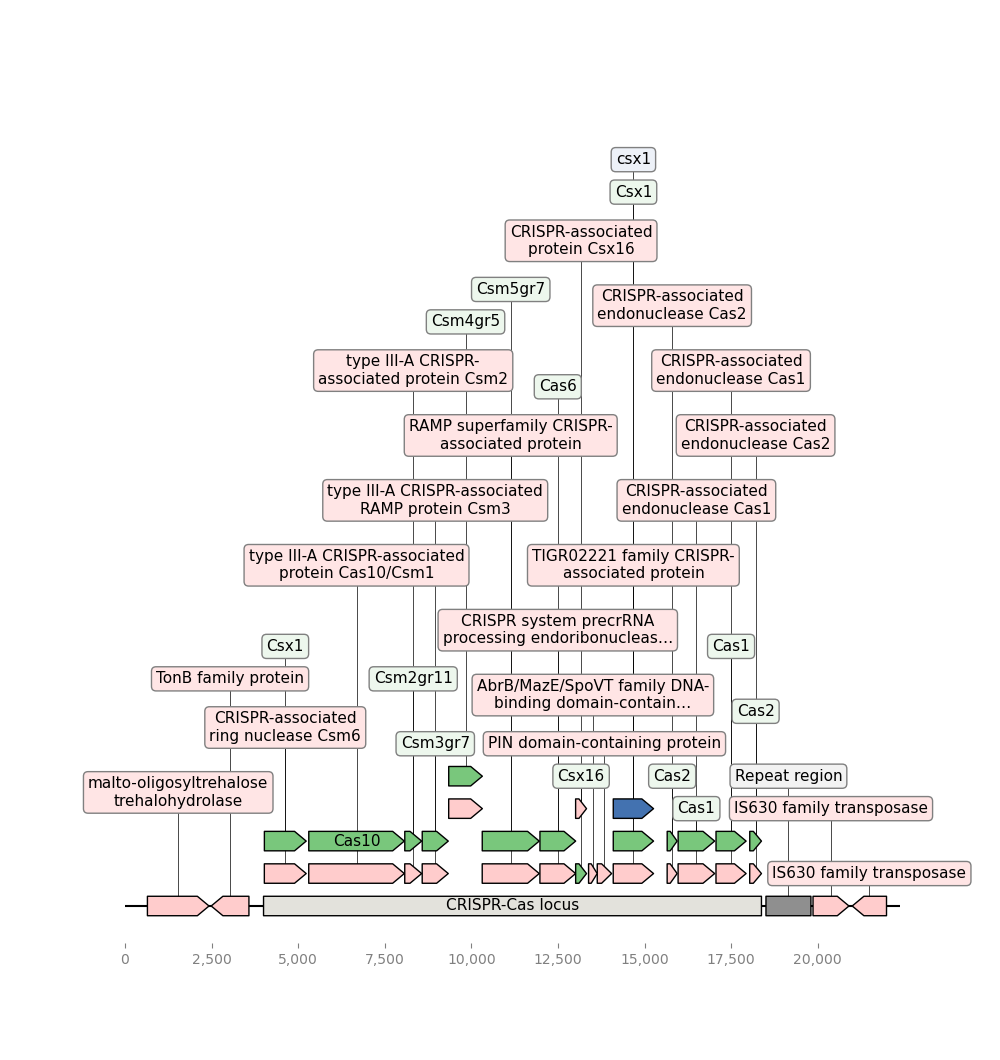 csx1
Csx1
CRISPR-associated
protein Csx16
Csm5gr7
CRISPR-associated
endonuclease Cas2
Csm4gr5
type III-A CRISPR-
associated protein Csm2
CRISPR-associated
endonuclease Cas1
Cas6
RAMP superfamily CRISPR-
associated protein
CRISPR-associated
endonuclease Cas2
type III-A CRISPR-associated
RAMP protein Csm3
CRISPR-associated
endonuclease Cas1
type III-A CRISPR-associated
protein Cas10/Csm1
TIGR02221 family CRISPR-
associated protein
CRISPR system precrRNA
processing endoribonucleas...
Csx1
Cas1
TonB family protein
Csm2gr11
AbrB/MazE/SpoVT family DNA-
binding domain-contain...
Cas2
CRISPR-associated
ring nuclease Csm6
Csm3gr7
PIN domain-containing protein
Csx16
Cas2
Repeat region
malto-oligosyltrehalose
trehalohydrolase
Cas1
IS630 family transposase
Cas10
IS630 family transposase
CRISPR-Cas locus
0 2,500 5,000 7,500 10,000 12,500 15,000 17,500 20,000